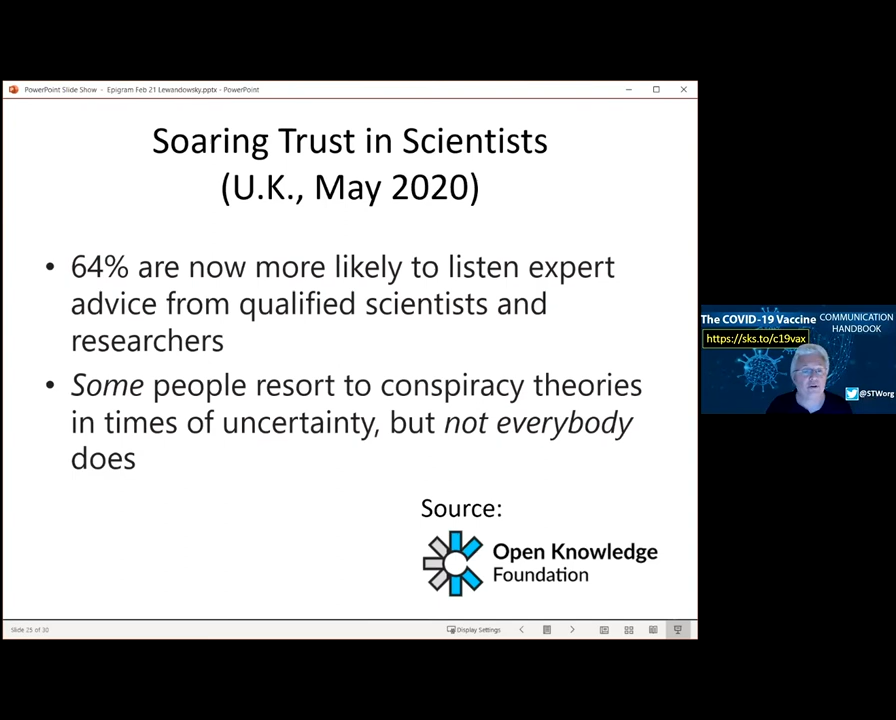 PowerPoint Slide Show - Epigram Feb 21 Lewandowsky.pptx - PowerPoint
Soaring Trust in Scientists
(U.K., May 2020)
• 64% are now more likely to listen expert
advice from qualified scientists and
researchers
• Some people resort to conspiracy theories
in times of uncertainty, but not everybody
does
Source:
Open Knowledge
Foundation
Slide 25 of 30
Display Settings
The COVID-19 Vaccine
COMMUNICATION
HANDBOOK
https://sks.to/c19vax
@STWorg